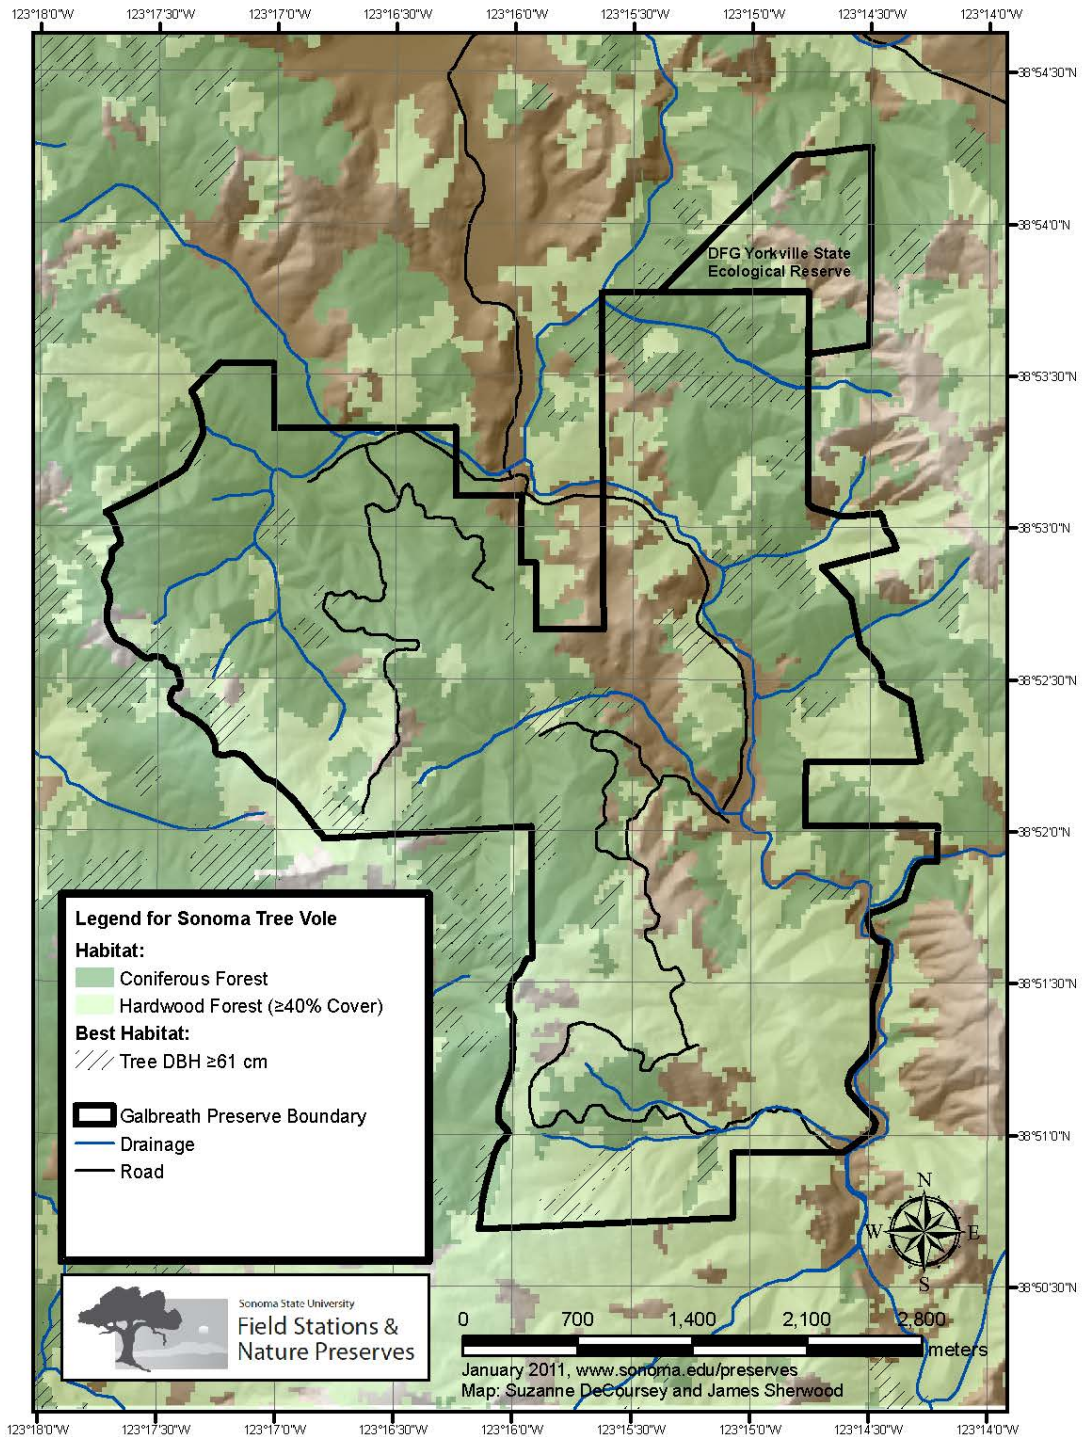 123°18'0"W 123°17'30"W 123°17'0"W 123°16'30"W 123°16'0"W 123°15'30"W 123°15'0"W 123°14'30"W 123°14'0"W
38°54'30"N
38°54'0"N
DFG Yorkville State
Ecological Reserve
38°53'30"N
38°53'0"N
38°52'30"N
38°52'0"N
Legend for Sonoma Tree Vole
Habitat:
Coniferous Forest
Hardwood Forest (≥40% Cover)
Best Habitat:
Tree DBH ≥61 cm
Galbreath Preserve Boundary
Drainage
Road
38°51'30"N
38°51'0"N
N
W E
S
38°50'30"N
Sonoma State University
Field Stations &
Nature Preserves
0 700 1,400 2,100 2,800
meters
January 2011, www.sonoma.edu/preserves
Map: Suzanne DeCoursey and James Sherwood
123°18'0"W 123°17'30"W 123°17'0"W 123°16'30"W 123°16'0"W 123°15'30"W 123°15'0"W 123°14'30"W 123°14'0"W